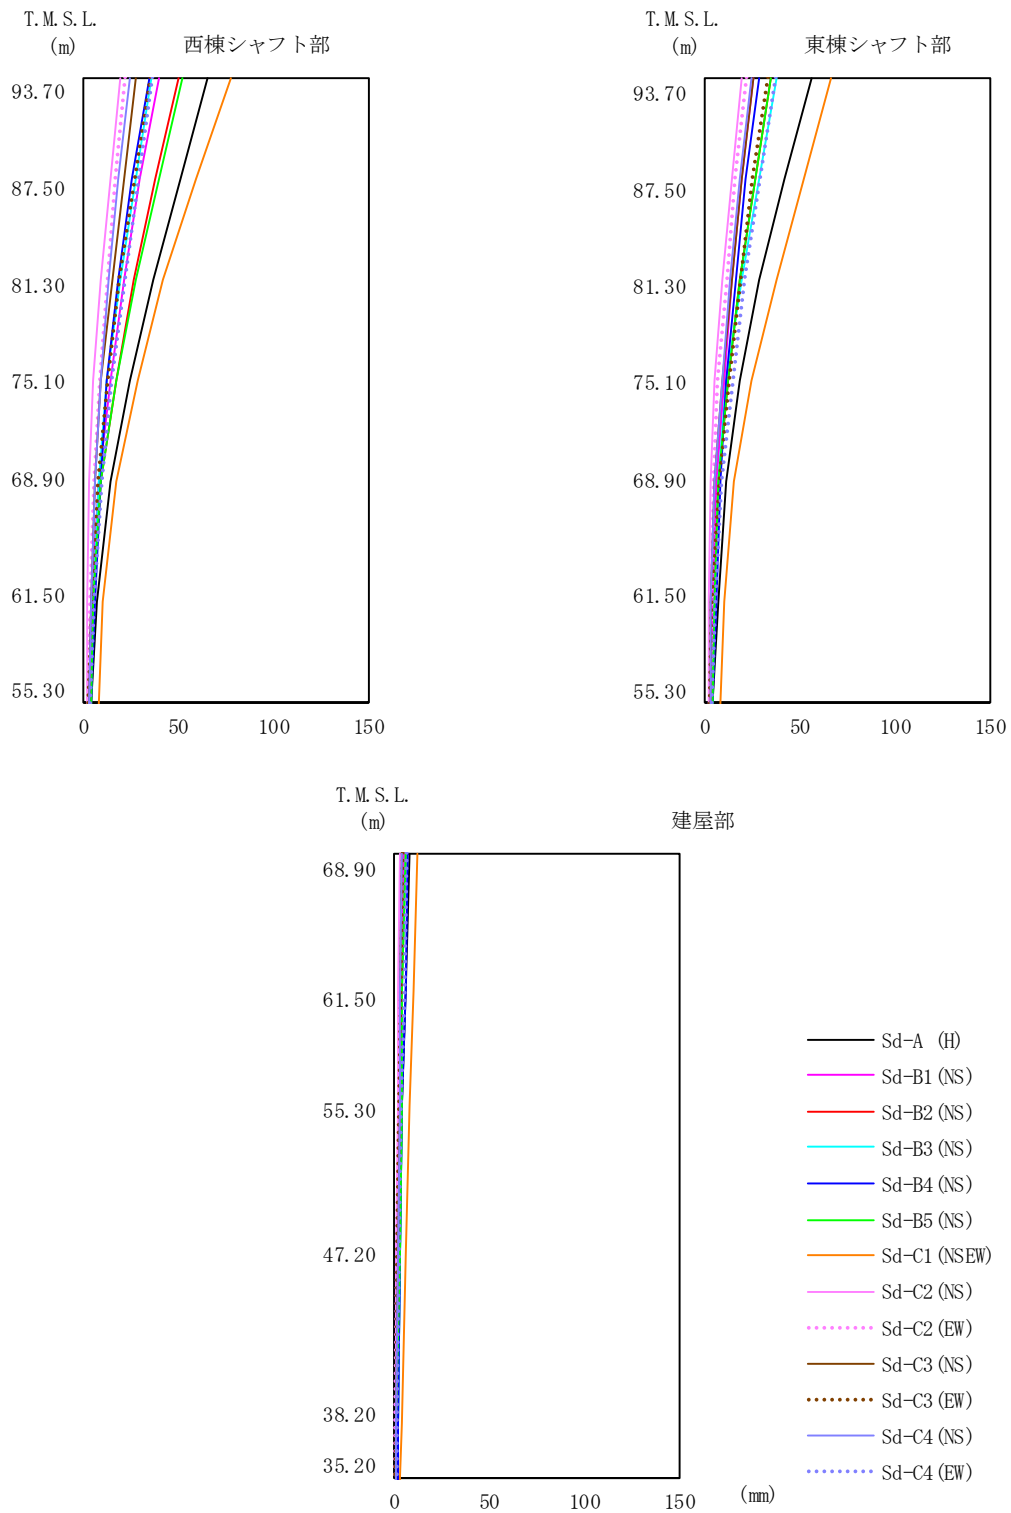 T.M.S.L.
(m)
西棟シャフト部
93.70
87.50
81.30
75.10
68.90
61.50
55.30
0 50 100 150
T.M.S.L.
(m)
東棟シャフト部
93.70
87.50
81.30
75.10
68.90
61.50
55.30
0 50 100 150
T.M.S.L.
(m)
建屋部
68.90
61.50
55.30
47.20
38.20
35.20
0 50 100 150
(mm)
Sd-A (H)
Sd-B1(NS)
Sd-B2(NS)
Sd-B3(NS)
Sd-B4(NS)
Sd-B5(NS)
Sd-C1(NSEW)
Sd-C2(NS)
Sd-C2(EW)
Sd-C3(NS)
Sd-C3(EW)
Sd-C4(NS)
Sd-C4(EW)